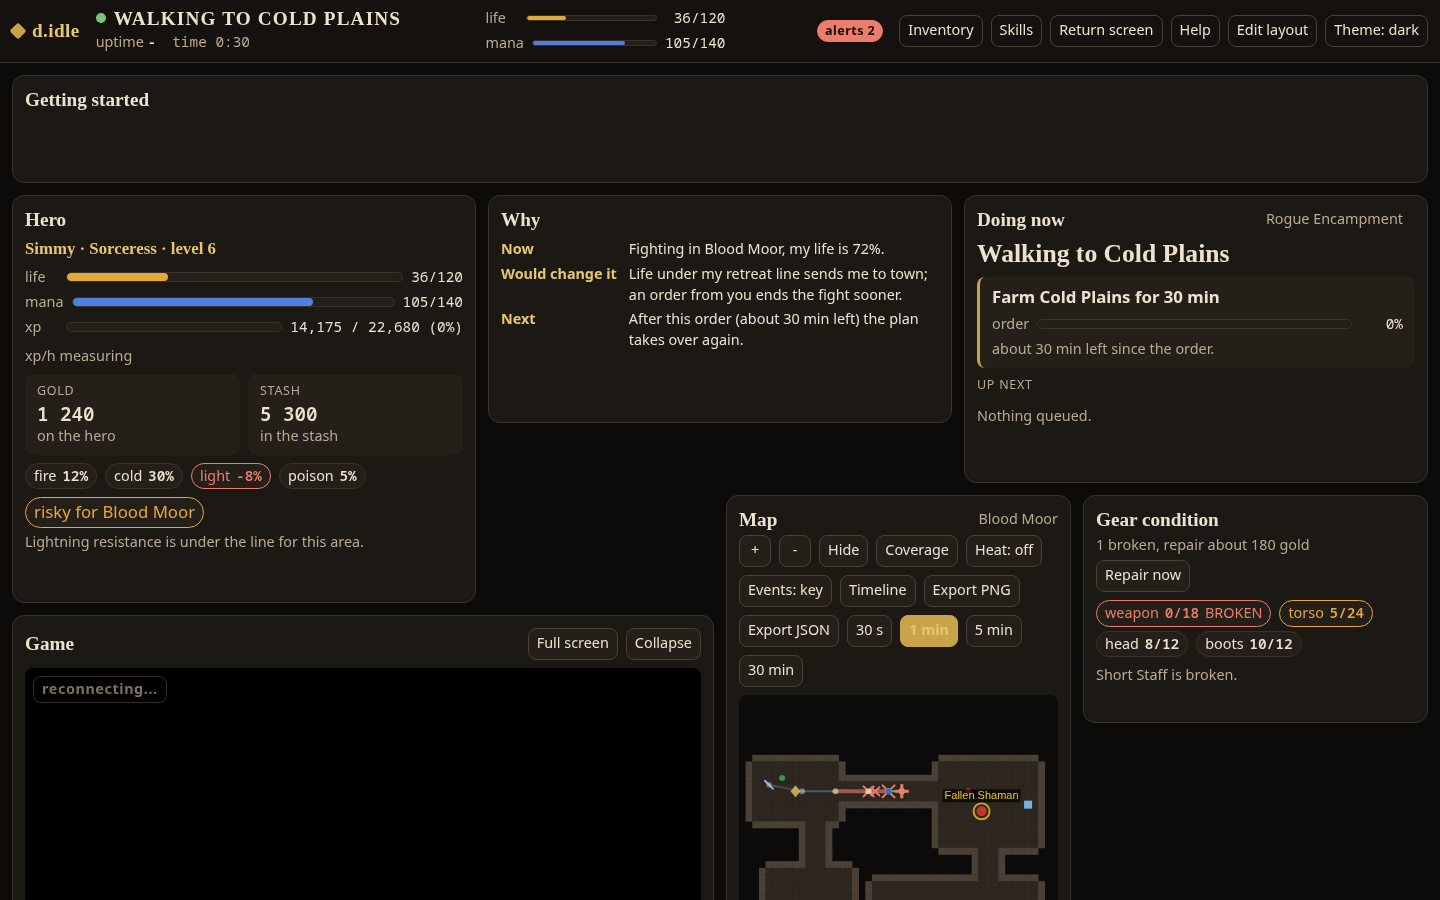 d.idle
WALKING TO COLD PLAINS
uptime - time 0:30
life 36/120
mana 105/140
alerts 2
Inventory
Skills
Return screen
Help
Edit layout
Theme: dark
Getting started
Hero
Simmy · Sorceress · level 6
life 36/120
mana 105/140
xp 14,175 / 22,680 (0%)
xp/h measuring
GOLD
1 240
on the hero
STASH
5 300
in the stash
fire 12%
cold 30%
light -8%
poison 5%
risky for Blood Moor
Lightning resistance is under the line for this area.
Why
Now Fighting in Blood Moor, my life is 72%.
Would change it Life under my retreat line sends me to town;
an order from you ends the fight sooner.
Next After this order (about 30 min left) the plan
takes over again.
Doing now
Rogue Encampment
Walking to Cold Plains
Farm Cold Plains for 30 min
order 0%
about 30 min left since the order.
UP NEXT
Nothing queued.
Game
Full screen
Collapse
reconnecting...
Map
Blood Moor
+
-
Hide
Coverage
Heat: off
Events: key
Timeline
Export PNG
Export JSON
30 s
1 min
5 min
30 min
Fallen Shaman
Gear condition
1 broken, repair about 180 gold
Repair now
weapon 0/18 BROKEN
torso 5/24
head 8/12
boots 10/12
Short Staff is broken.